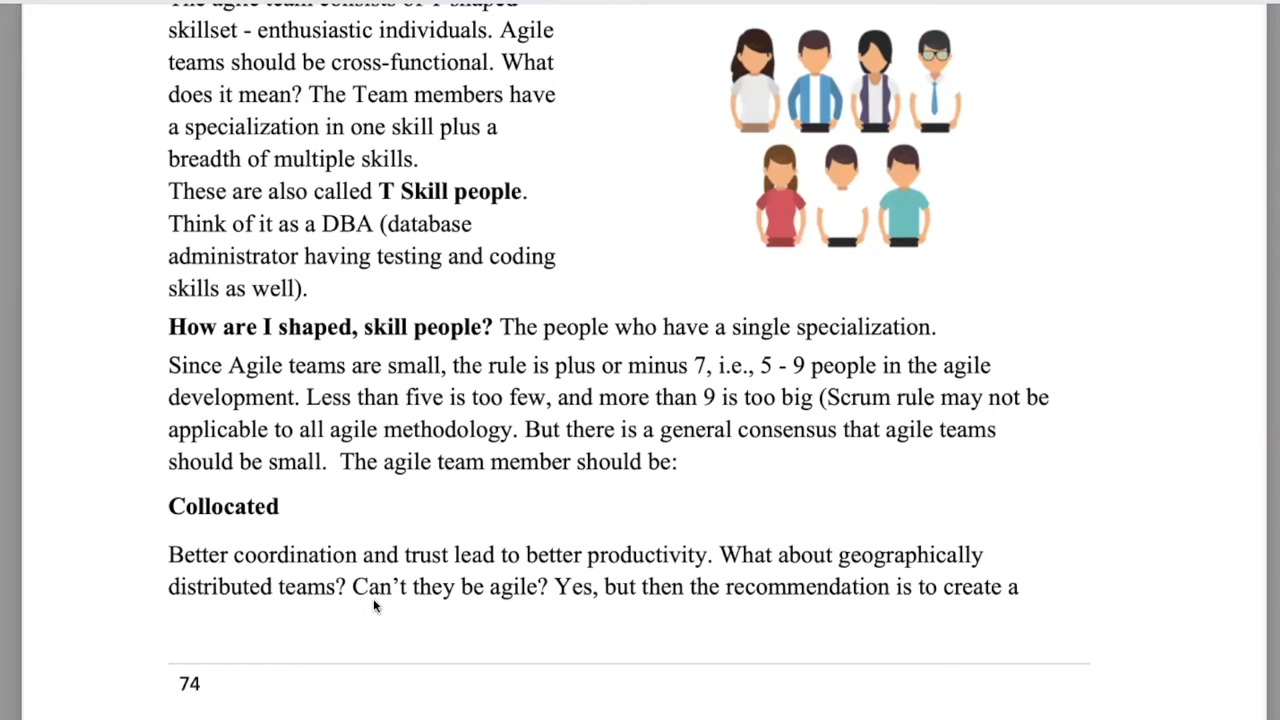 The agile team consists of T-shaped
skillset - enthusiastic individuals. Agile
teams should be cross-functional. What
does it mean? The Team members have
a specialization in one skill plus a
breadth of multiple skills.
These are also called T Skill people.
Think of it as a DBA (database
administrator having testing and coding
skills as well).
How are I shaped, skill people? The people who have a single specialization.
Since Agile teams are small, the rule is plus or minus 7, i.e., 5 - 9 people in the agile
development. Less than five is too few, and more than 9 is too big (Scrum rule may not be
applicable to all agile methodology. But there is a general consensus that agile teams
should be small.  The agile team member should be:
Collocated
Better coordination and trust lead to better productivity. What about geographically
distributed teams? Can’t they be agile? Yes, but then the recommendation is to create a
74